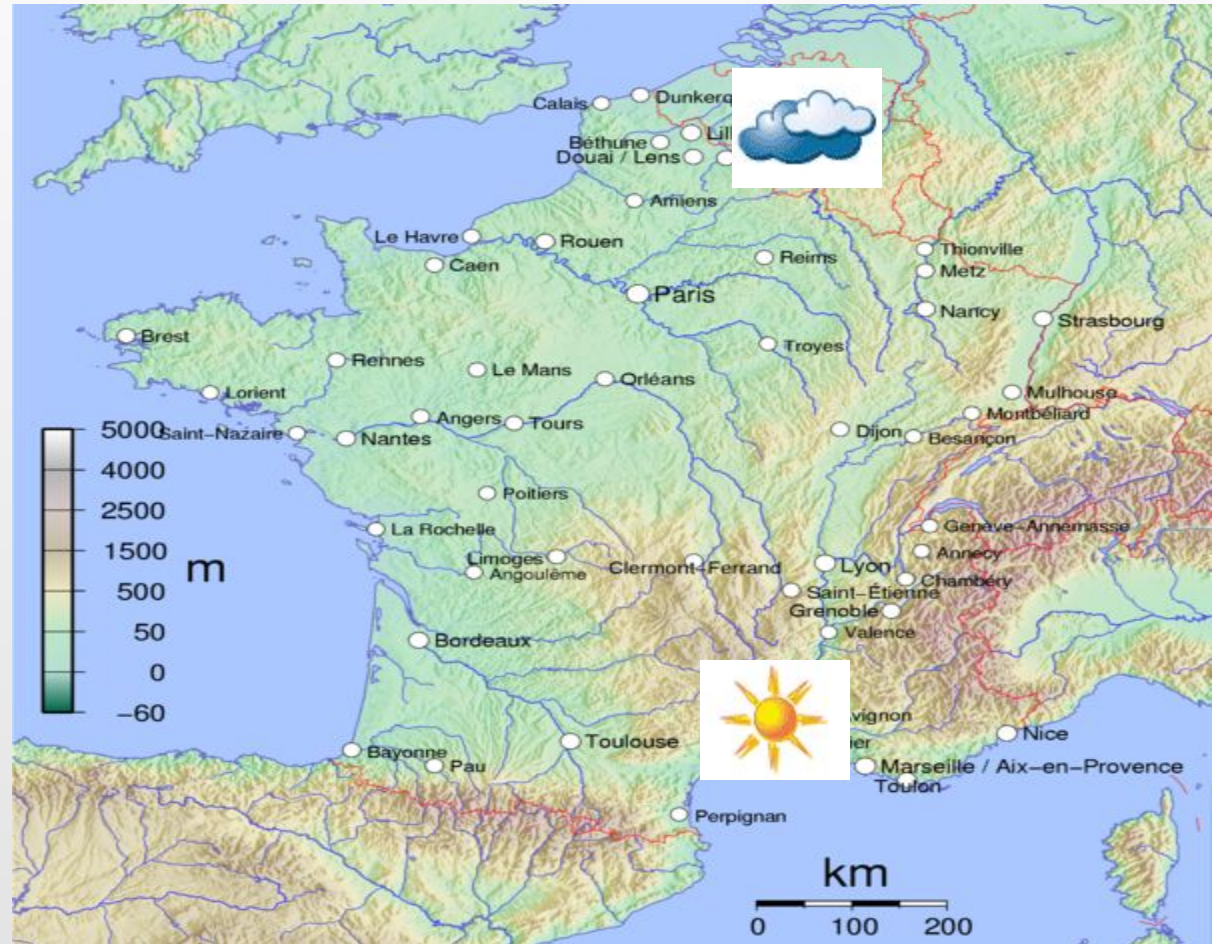 Calais
Dunkerq
Lill
Béthune
Douai / Lens
Amiens
Le Havre
Rouen
Caen
Reims
Thionville
Metz
Paris
Nancy
Strasbourg
Brest
Troyes
Rennes
Le Mans
Orléans
Lorient
Mulhouse
Montbéliard
Angers
Tours
Saint-Nazaire
Nantes
Dijon
Besançon
Poitiers
La Rochelle
Genève-Annemasse
Limoges
Angoulême
Clermont-Ferrand
Lyon
Annecy
Chambéry
Saint-Étienne
Grenoble
Valence
Bordeaux
Avignon
Nice
Toulouse
ier
Bayonne
Pau
Marseille / Aix-en-Provence
Toulon
Perpignan
5000
4000
2500
1500
500
50
0
-60
m
km
0 100 200